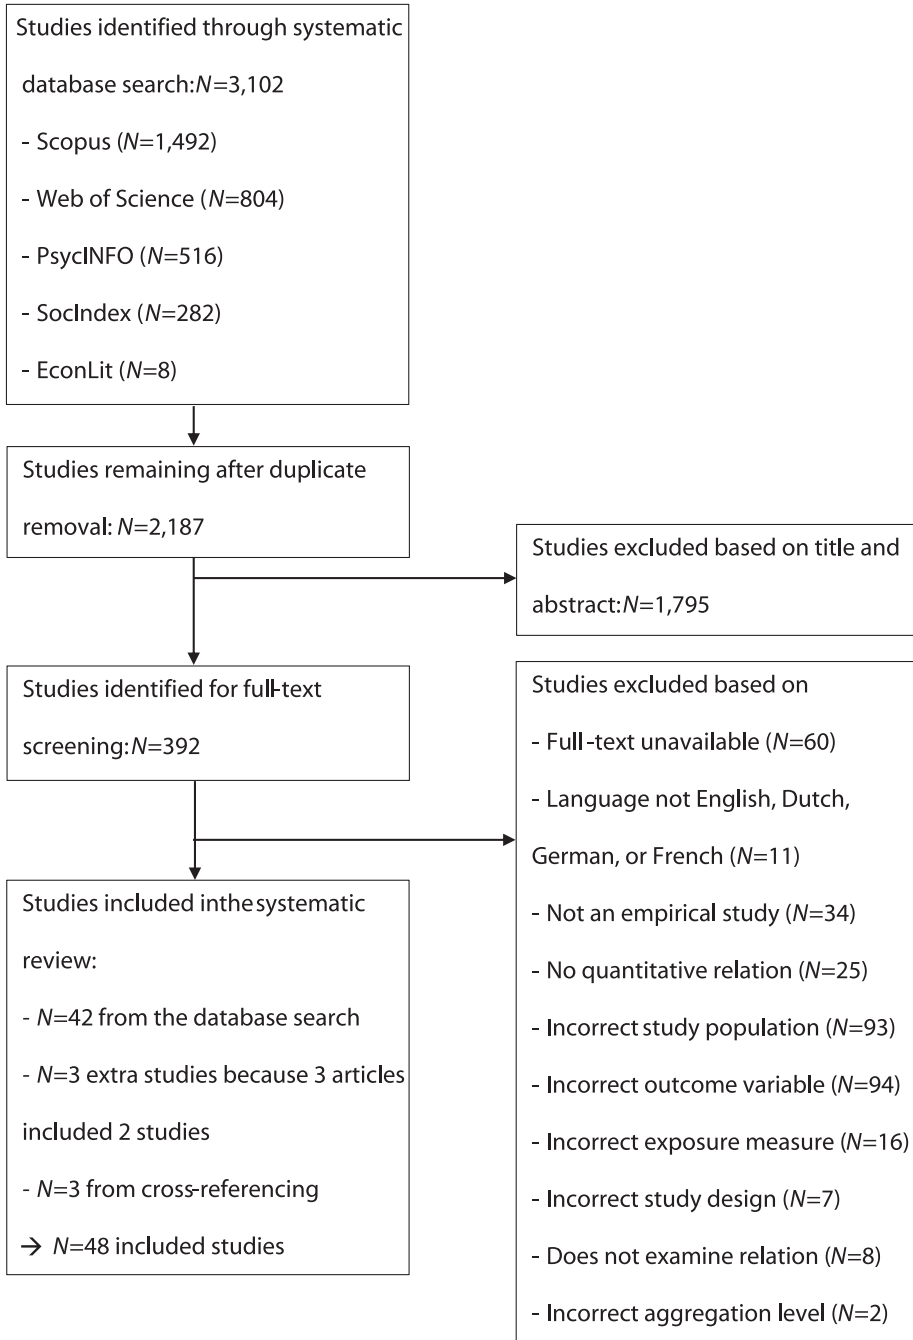 Studies identified through systematic
database search:N=3,102
- Scopus (N=1,492)
- Web of Science (N=804)
- PsycINFO (N=516)
- SocIndex (N=282)
- EconLit (N=8)
Studies remaining after duplicate
removal: N=2,187
Studies excluded based on title and
abstract:N=1,795
Studies identified for full-text
screening:N=392
Studies excluded based on
- Full-text unavailable (N=60)
- Language not English, Dutch,
German, or French (N=11)
- Not an empirical study (N=34)
- No quantitative relation (N=25)
- Incorrect study population (N=93)
- Incorrect outcome variable (N=94)
- Incorrect exposure measure (N=16)
- Incorrect study design (N=7)
- Does not examine relation (N=8)
- Incorrect aggregation level (N=2)
Studies included inthesystematic
review:
- N=42 from the database search
- N=3 extra studies because 3 articles
included 2 studies
- N=3 from cross-referencing
→ N=48 included studies